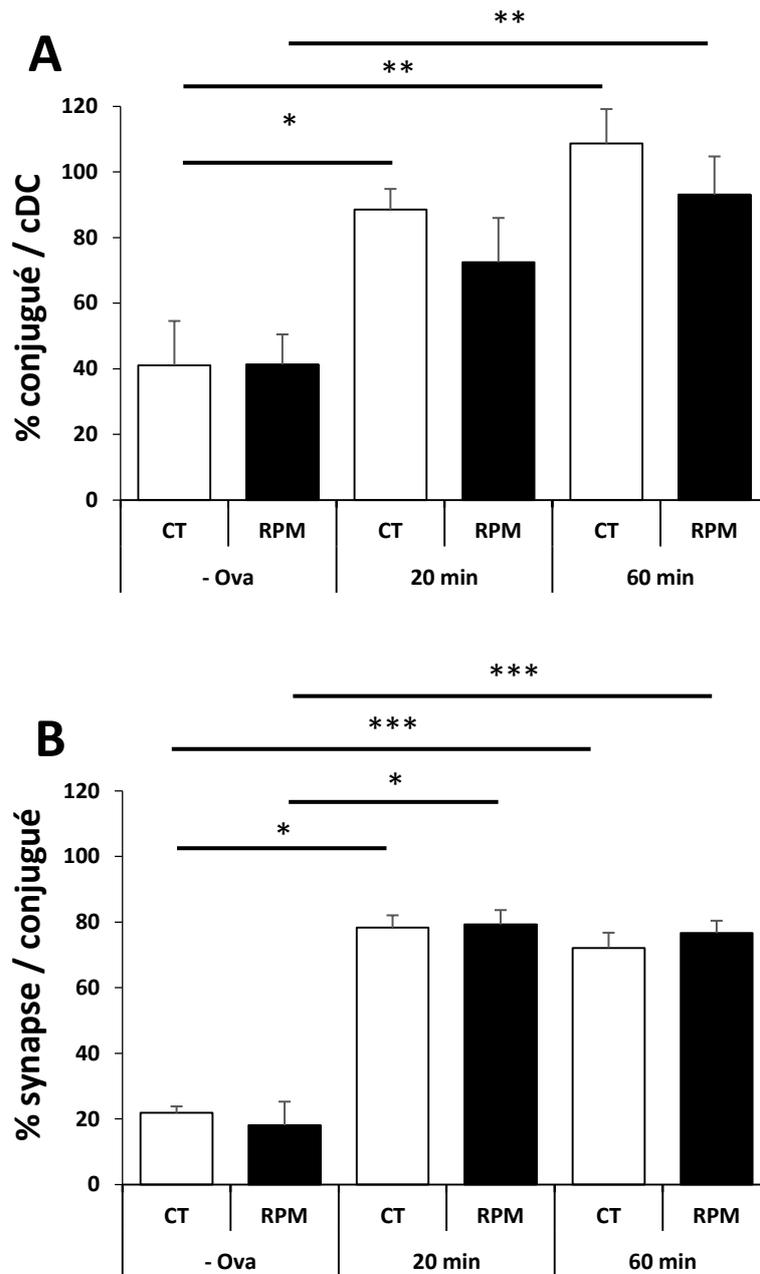 **
A
**
*
% conjugué / cDC
120
100
80
60
40
20
0
CT RPM CT RPM CT RPM
- Ova 20 min 60 min
***
B
***
*
*
% synapse / conjugué
120
100
80
60
40
20
0
CT RPM CT RPM CT RPM
- Ova 20 min 60 min